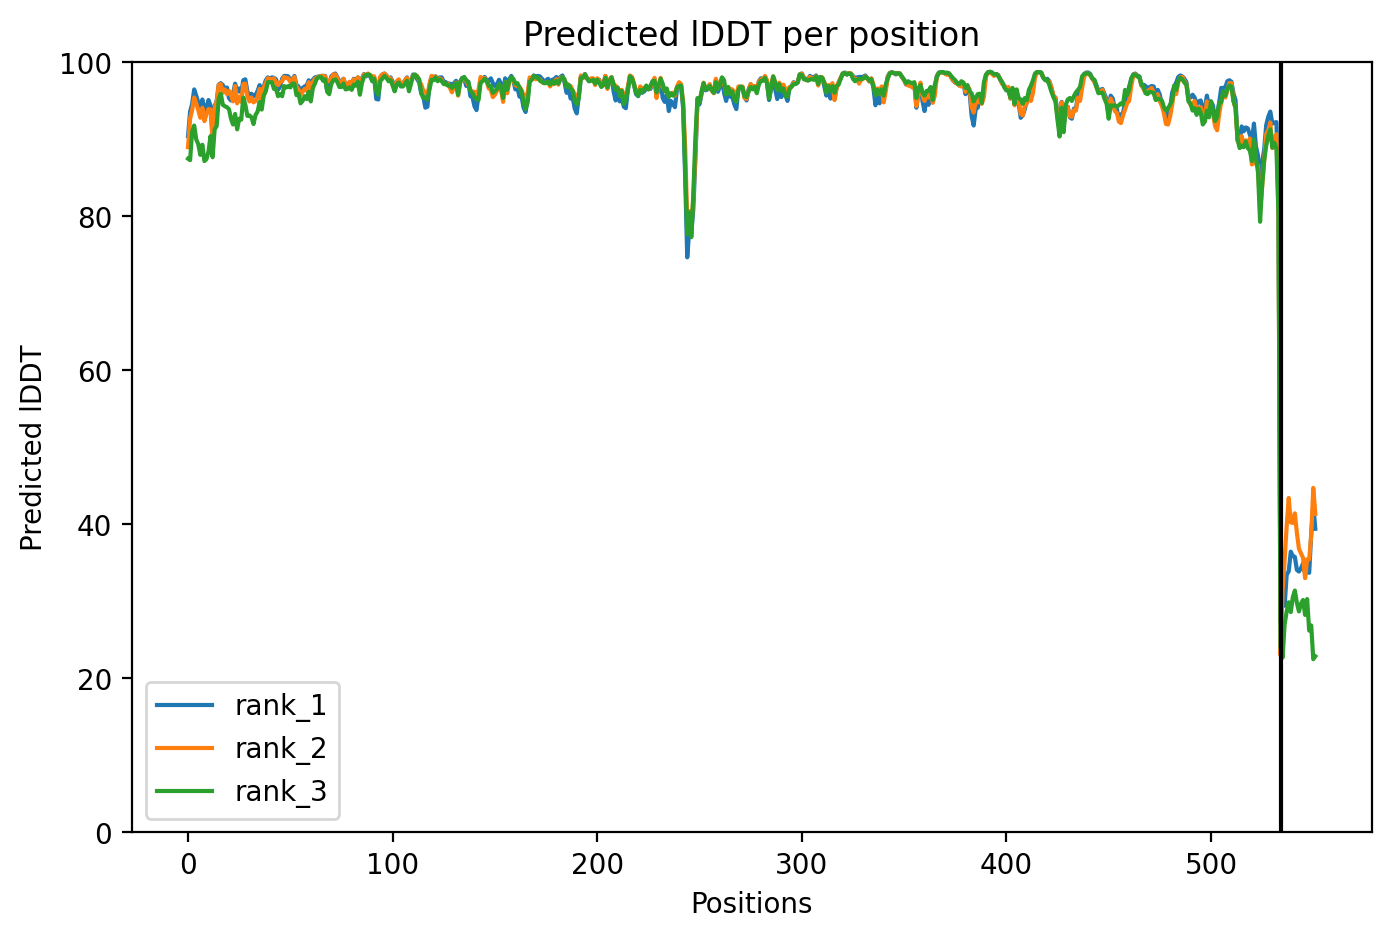 Predicted lDDT per position
100
80
60
40
20
0
Predicted lDDT
rank_1
rank_2
rank_3
0 100 200 300 400 500
Positions